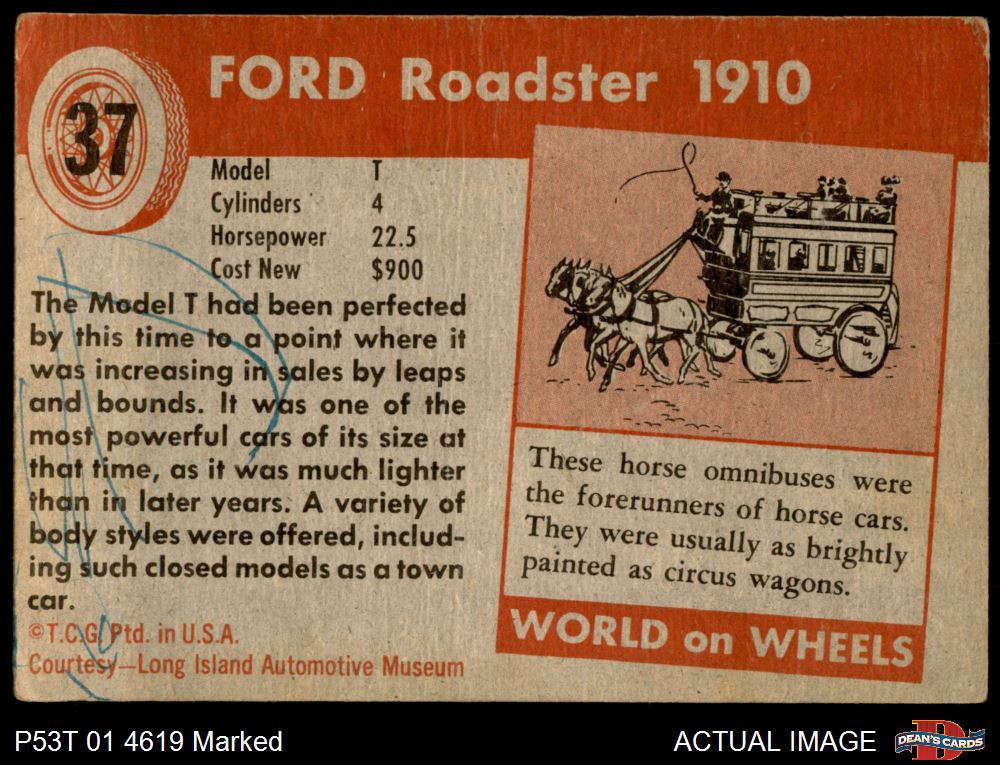 37
FORD Roadster 1910
Model T
Cylinders 4
Horsepower 22.5
Cost New $900
The Model T had been perfected
by this time to a point where it
was increasing in sales by leaps
and bounds. It was one of the
most powerful cars of its size at
that time, as it was much lighter
than in later years. A variety of
body styles were offered, includ-
ing such closed models as a town
car.
©T.C.G. Ptd. in U.S.A.
Courtesy—Long Island Automotive Museum
These horse omnibuses were
the forerunners of horse cars.
They were usually as brightly
painted as circus wagons.
WORLD on WHEELS
P53T 01 4619 Marked
ACTUAL IMAGE
D
DEAN'S CARDS